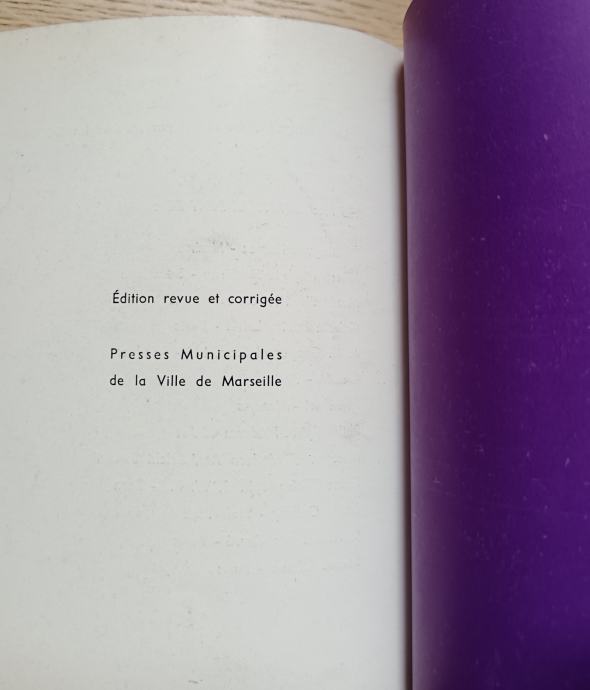 Édition revue et corrigée
Presses Municipales
de la Ville de Marseille